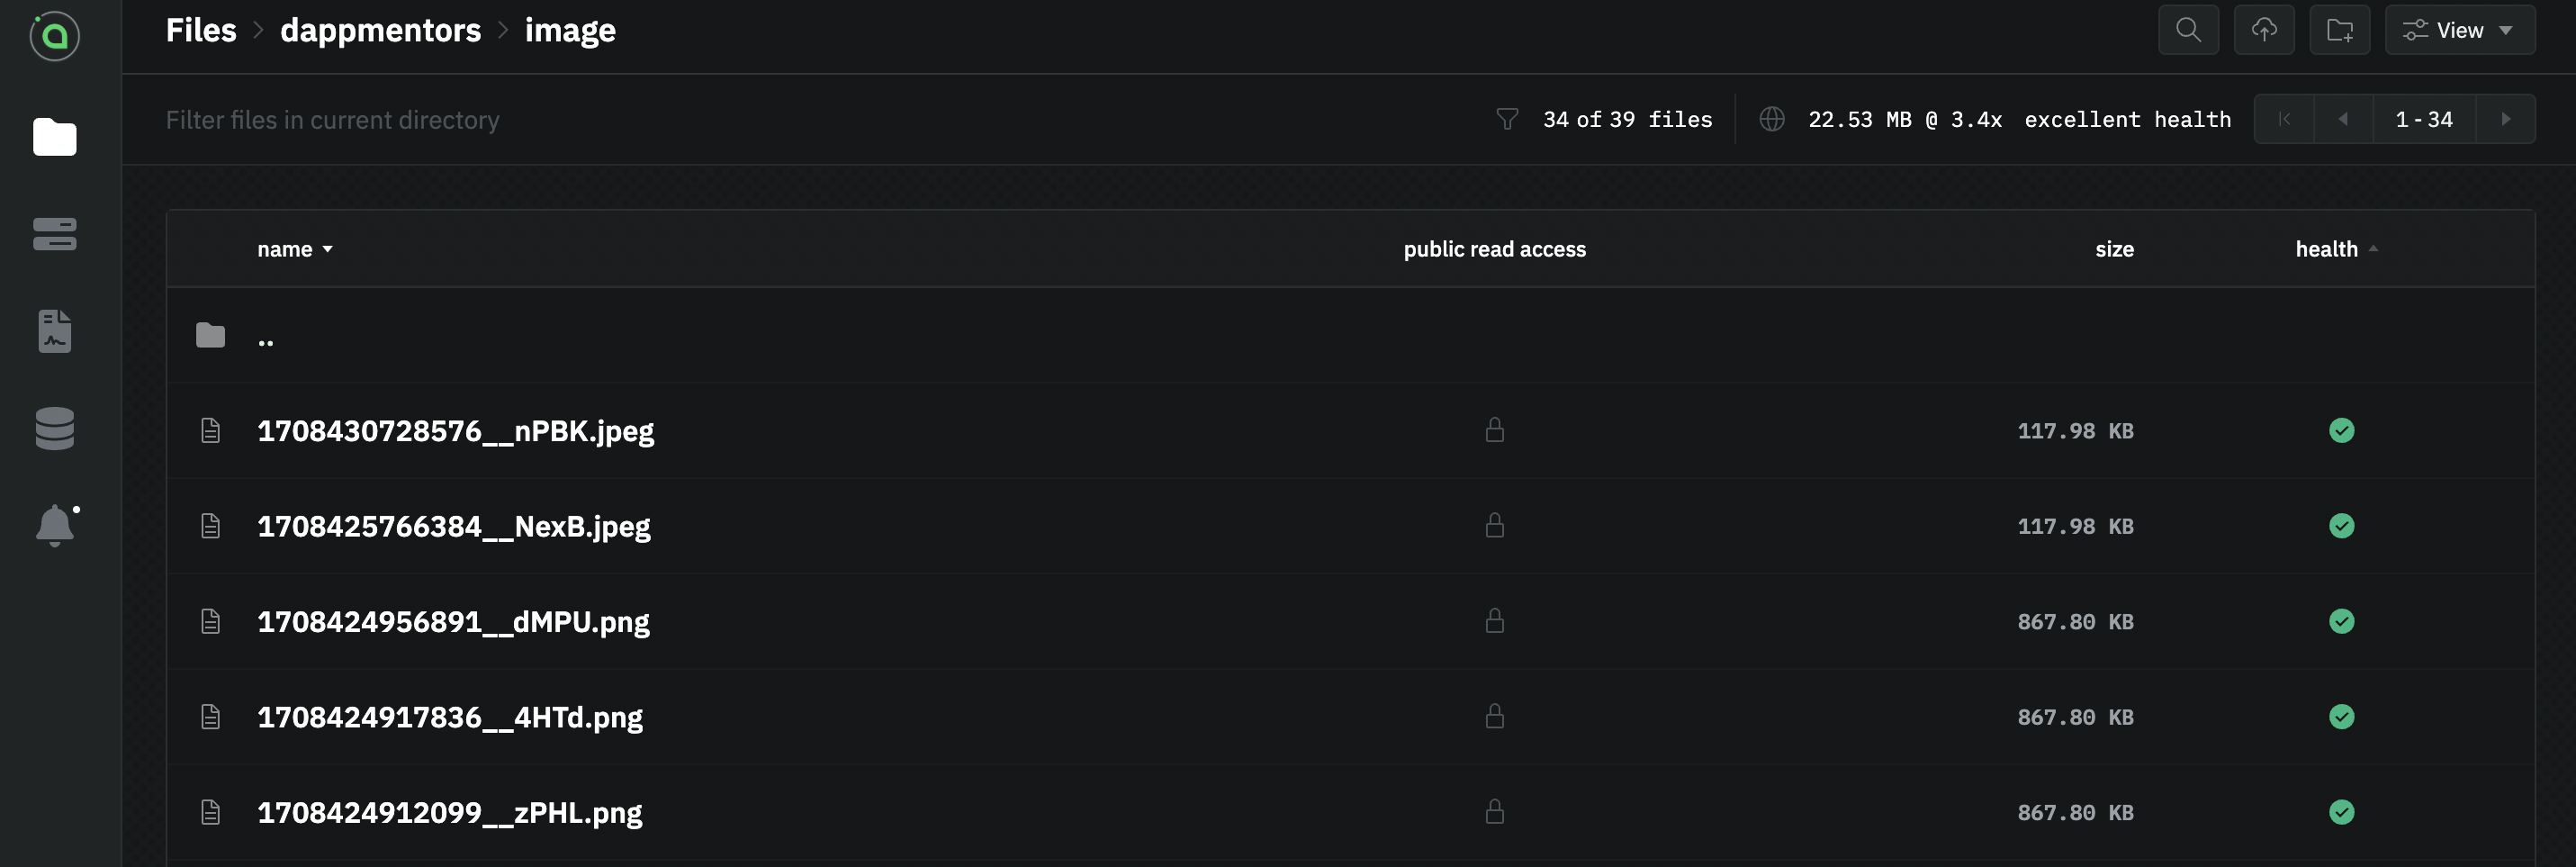 Files > dappmentors > image
View
Filter files in current directory
34 of 39 files
22.53 MB @ 3.4x excellent health
1 - 34
name public read access size health
..
1708430728576__nPBK.jpeg 117.98 KB
1708425766384__NexB.jpeg 117.98 KB
1708424956891__dMPU.png 867.80 KB
1708424917836__4HTd.png 867.80 KB
1708424912099__zPHL.png 867.80 KB